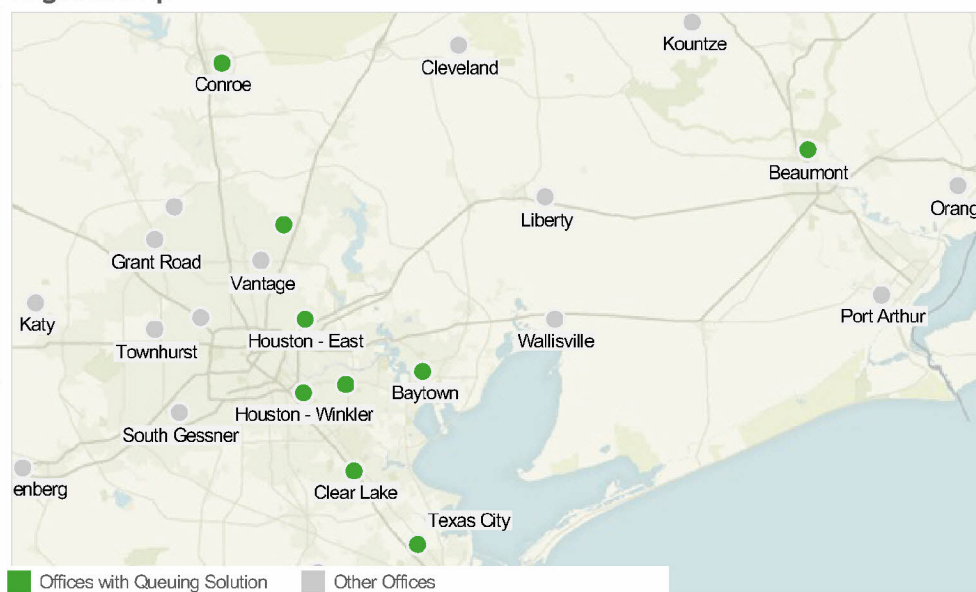 Kountze
Cleveland
Conroe
Beaumont
Orang
Liberty
Grant Road
Vantage
Katy
Port Arthur
Houston - East
Wallisville
Townhurst
Baytown
Houston - Winkler
South Gessner
enberg
Clear Lake
Texas City
Offices with Queuing Solution
Other Offices